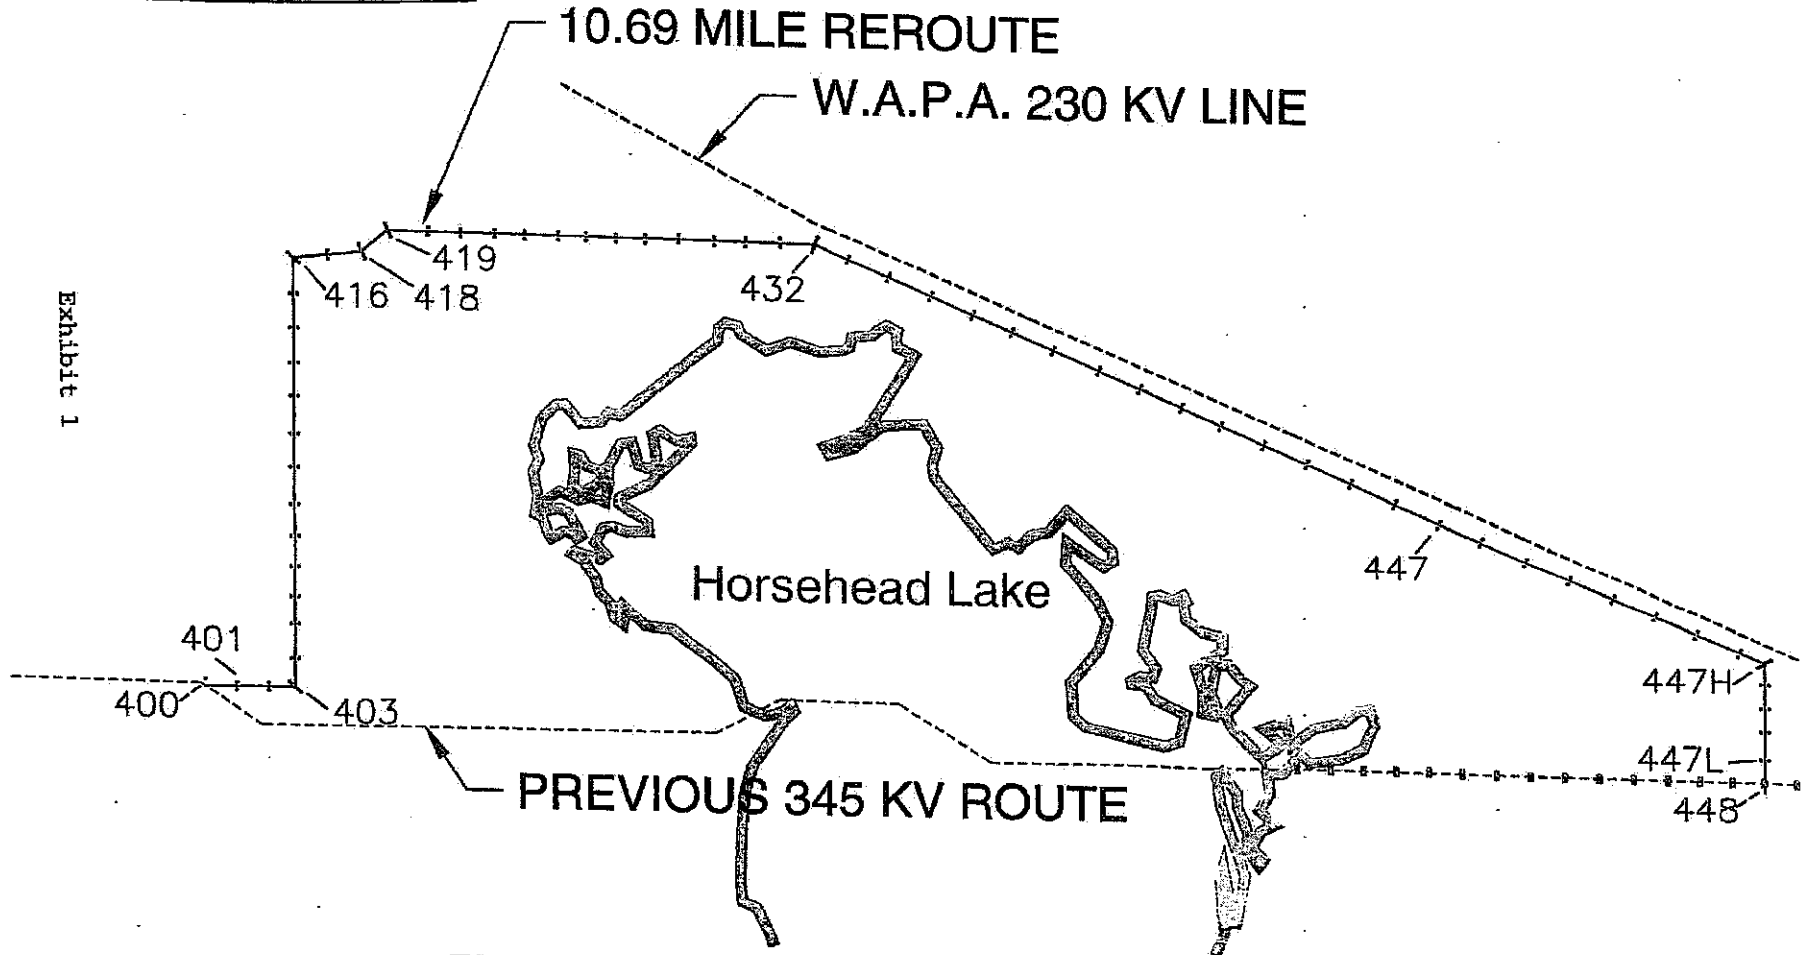 10.69 MILE REROUTE
W.A.P.A. 230 KV LINE
419
432
416
418
Exhibit 1
447
Horsehead Lake
401
400
403
447H
447L
PREVIOUS 345 KV ROUTE
448